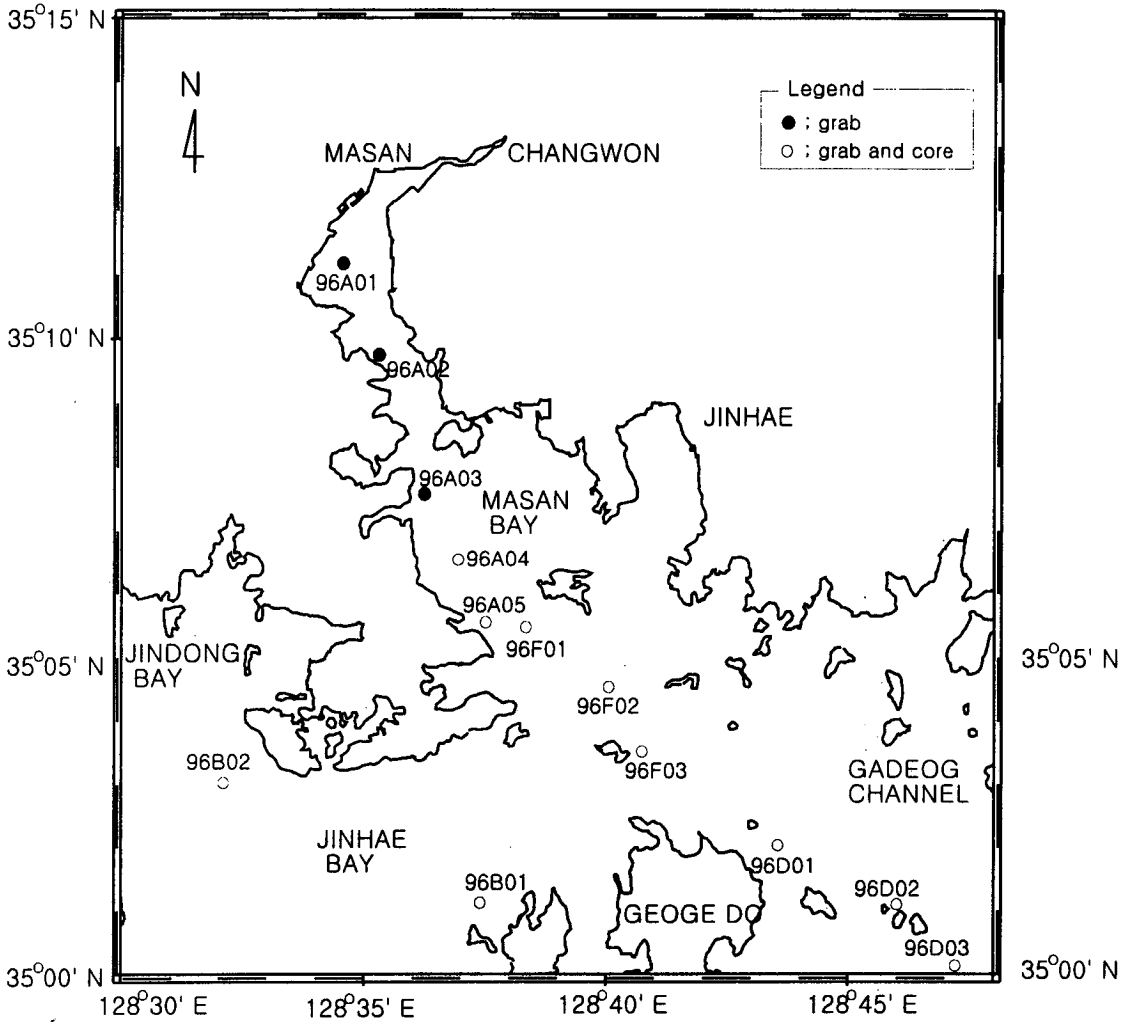 35°15' N
N
Legend
● ; grab
○ ; grab and core
MASAN
CHANGWON
96A01
35°10' N
96A02
JINHAE
96A03
MASAN
BAY
96A04
96A05
96F01
JINDONG
BAY
35°05' N
35°05' N
96F02
96B02
96F03
GADEOG
CHANNEL
JINHAE
BAY
96D01
96B01
96D02
GEOGE DO
96D03
35°00' N
35°00' N
128°30' E
128°35' E
128°40' E
128°45' E